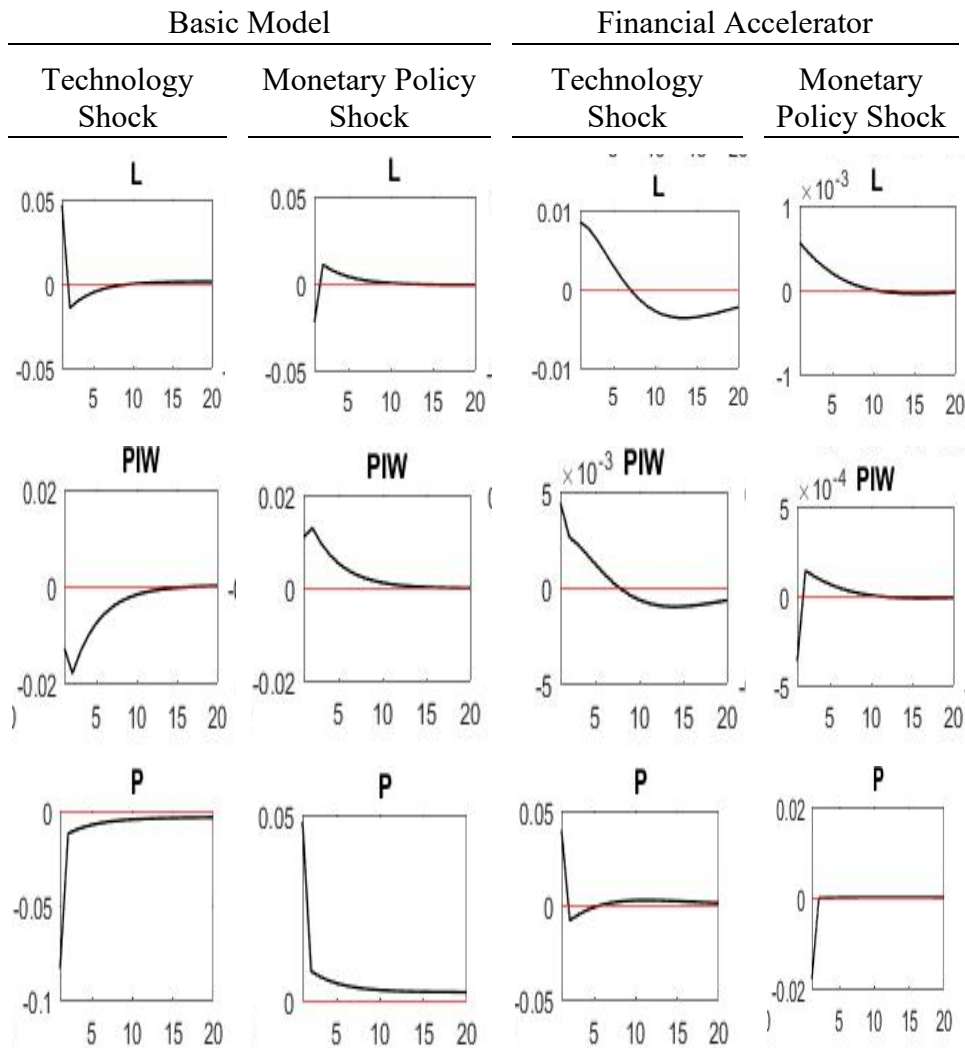 Basic Model Financial Accelerator
Technology Shock Monetary Policy Shock Technology Shock Monetary Policy Shock
L L L ×10⁻³ L
0.05 0.05 0.01 1
0 0 0 0
-0.05 -0.05 -0.01 -1
5 10 15 20 5 10 15 20 5 10 15 20 5 10 15 20
PIW PIW ×10⁻³ PIW ×10⁻⁴ PIW
0.02 0.02 5 5
0 0 0 0
-0.02 -0.02 -5 -5
5 10 15 20 5 10 15 20 5 10 15 20 5 10 15 20
P P P P
0 0.05 0.05 0.02
-0.05 0 0
-0.1 0 -0.05 -0.02
5 10 15 20 5 10 15 20 5 10 15 20 5 10 15 20